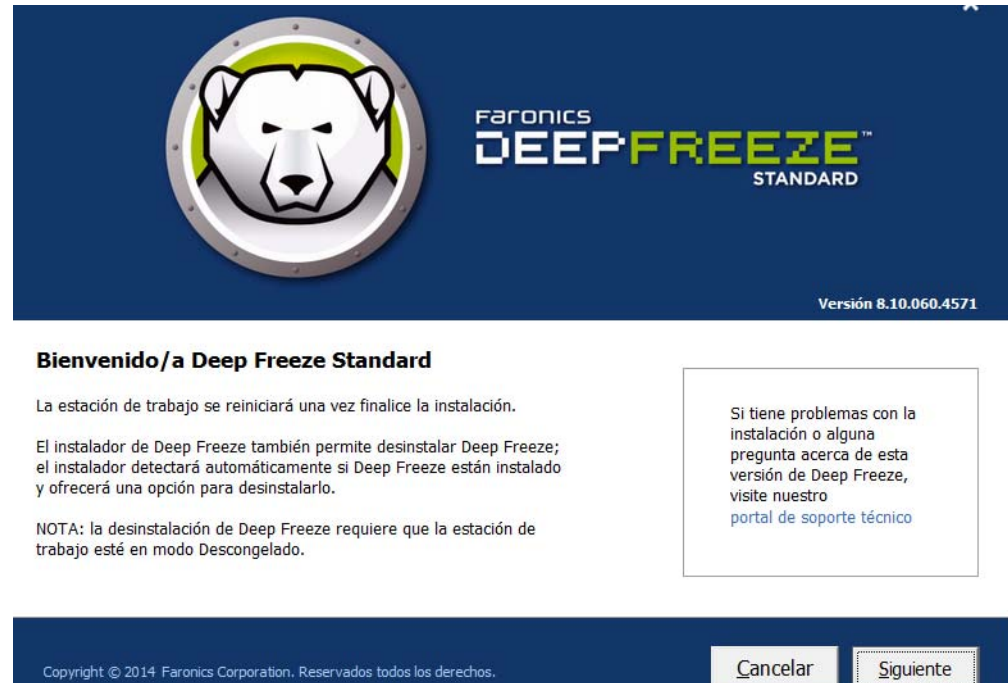 Faronics
DEEPFREEZE™
STANDARD
Versión 8.10.060.4571
Bienvenido/a Deep Freeze Standard
La estación de trabajo se reiniciará una vez finalice la instalación.
El instalador de Deep Freeze también permite desinstalar Deep Freeze;
el instalador detectará automáticamente si Deep Freeze están instalado
y ofrecerá una opción para desinstalarlo.
NOTA: la desinstalación de Deep Freeze requiere que la estación de
trabajo esté en modo Descongelado.
Si tiene problemas con la
instalación o alguna
pregunta acerca de esta
versión de Deep Freeze,
visite nuestro
portal de soporte técnico
Copyright © 2014 Faronics Corporation. Reservados todos los derechos.
Cancelar
Siguiente